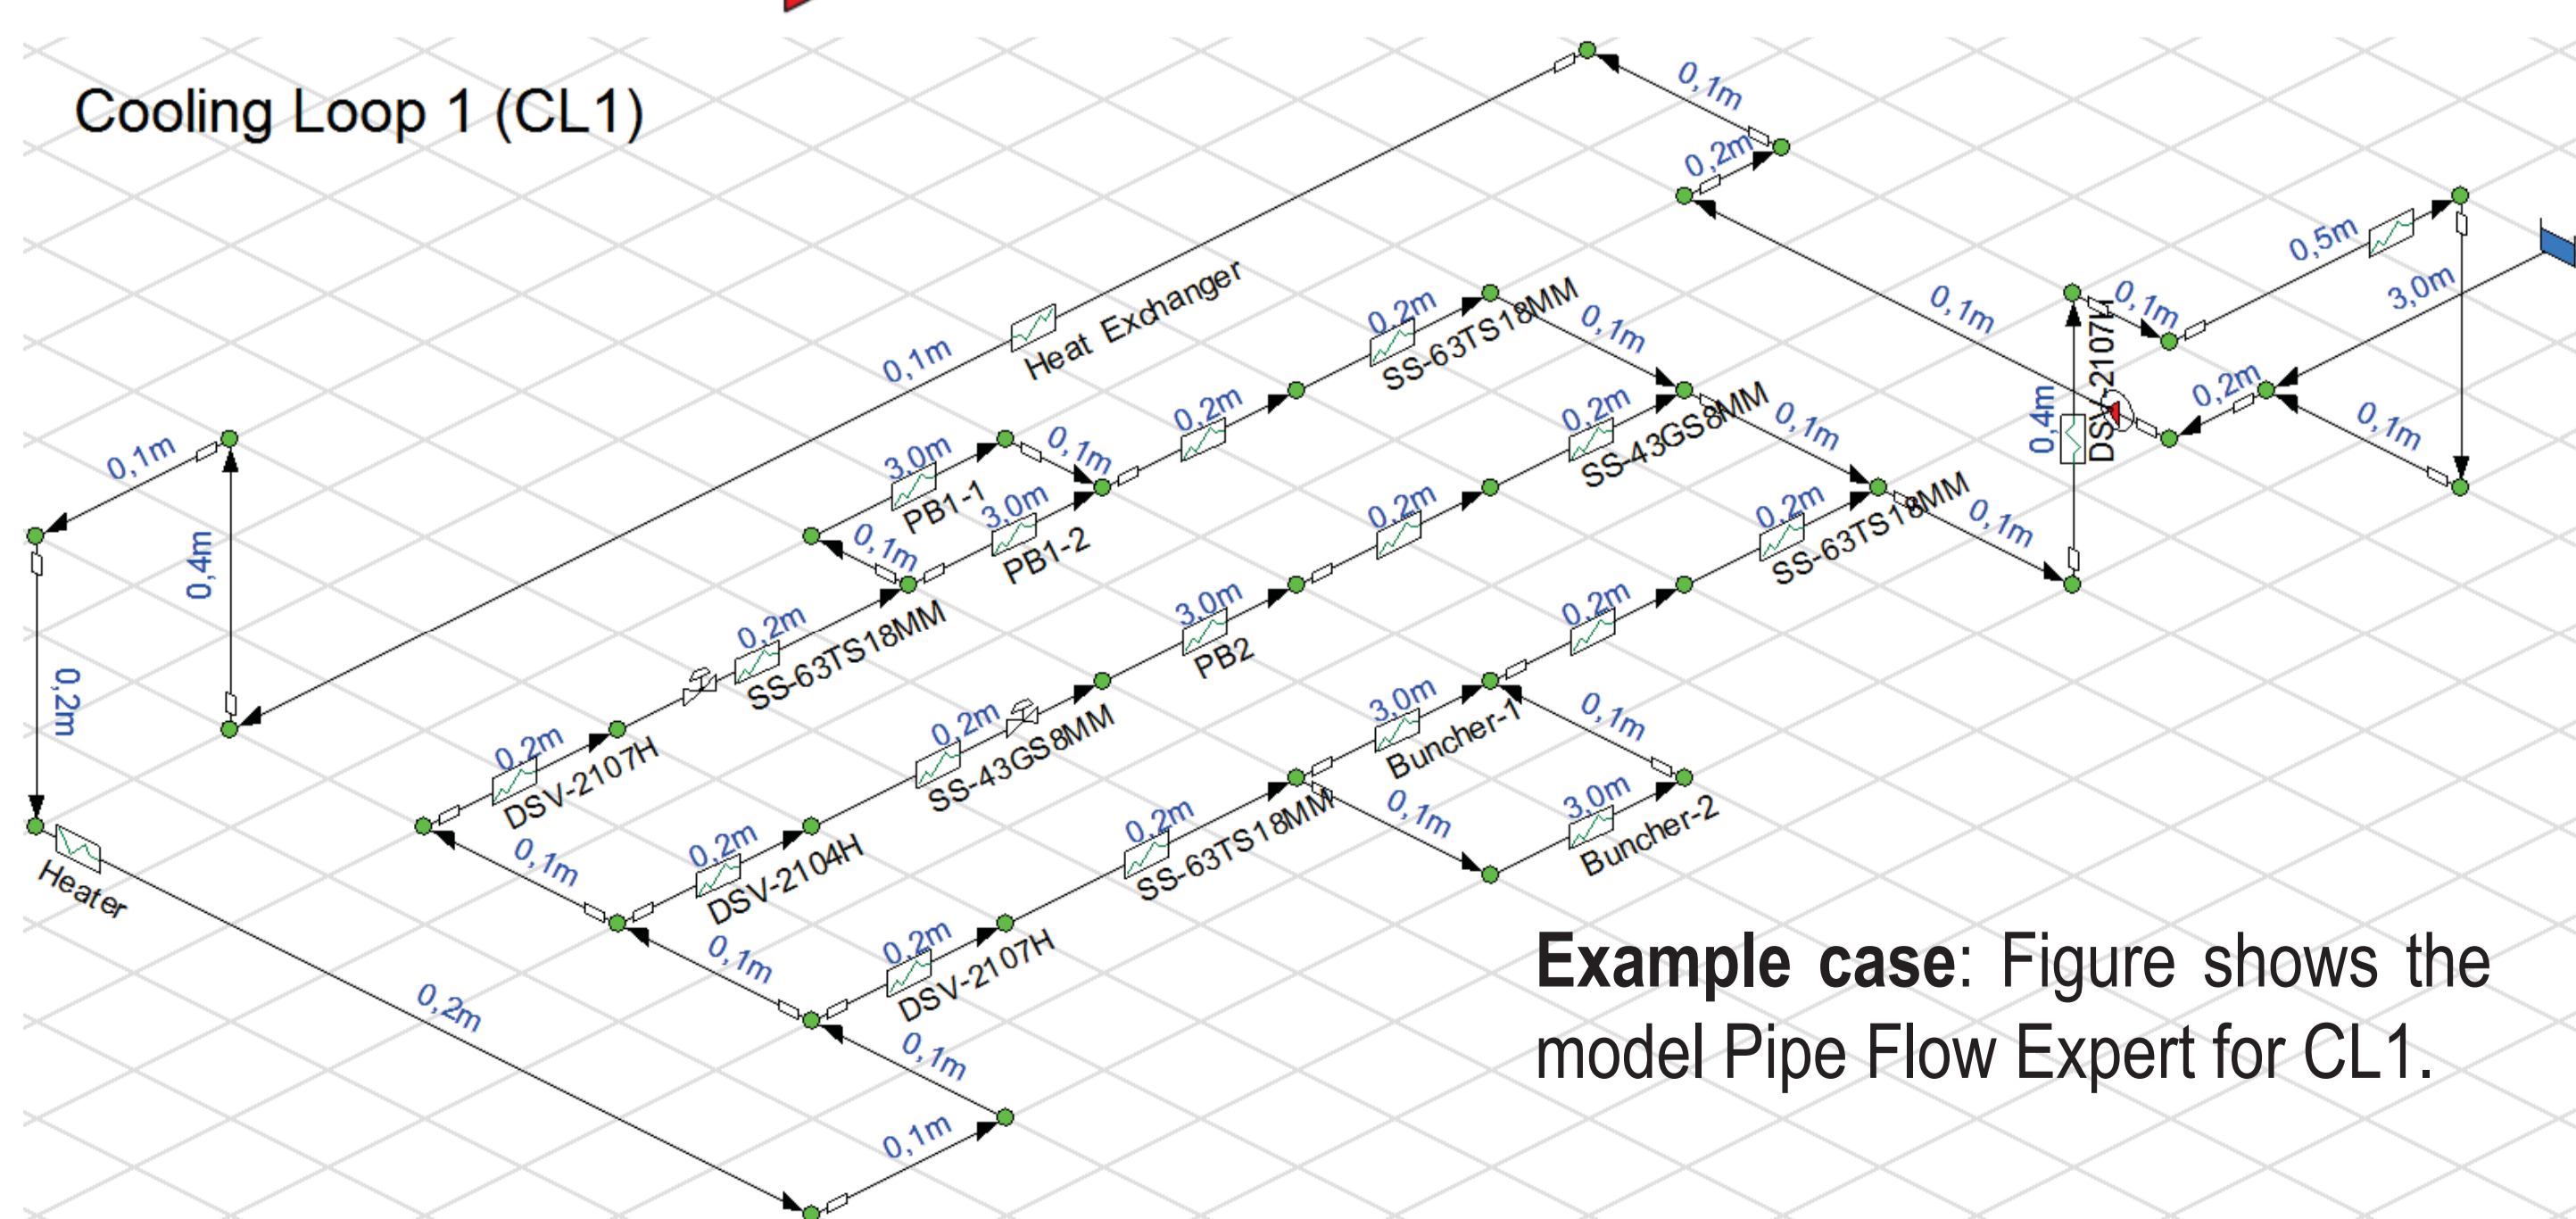 Cooling Loop 1 (CL1)
0,1m
0,2m
0,5m
3,0m
0,1m
0,1m
0,4m
DSV-2107H
0,2m
0,1m
Heat Exchanger
0,1m
0,2m
SS-63TS18MM
0,1m
0,2m
0,2m
SS-43GS8MM
0,1m
3,0m
PB1-1
0,1m
3,0m
PB1-2
0,1m
0,2m
0,2m
SS-63TS18MM
0,1m
0,1m
0,4m
0,2m
0,2m
SS-63TS18MM
3,0m
PB2
0,2m
0,2m
DSV-2107H
0,2m
SS-43GS8MM
3,0m
Buncher-1
0,1m
0,1m
3,0m
Buncher-2
Heater
0,1m
0,2m
DSV-2104H
0,2m
SS-63TS18MM
0,1m
0,2m
DSV-2107H
0,2m
0,1m
0,1m
Example case: Figure shows the
model Pipe Flow Expert for CL1.